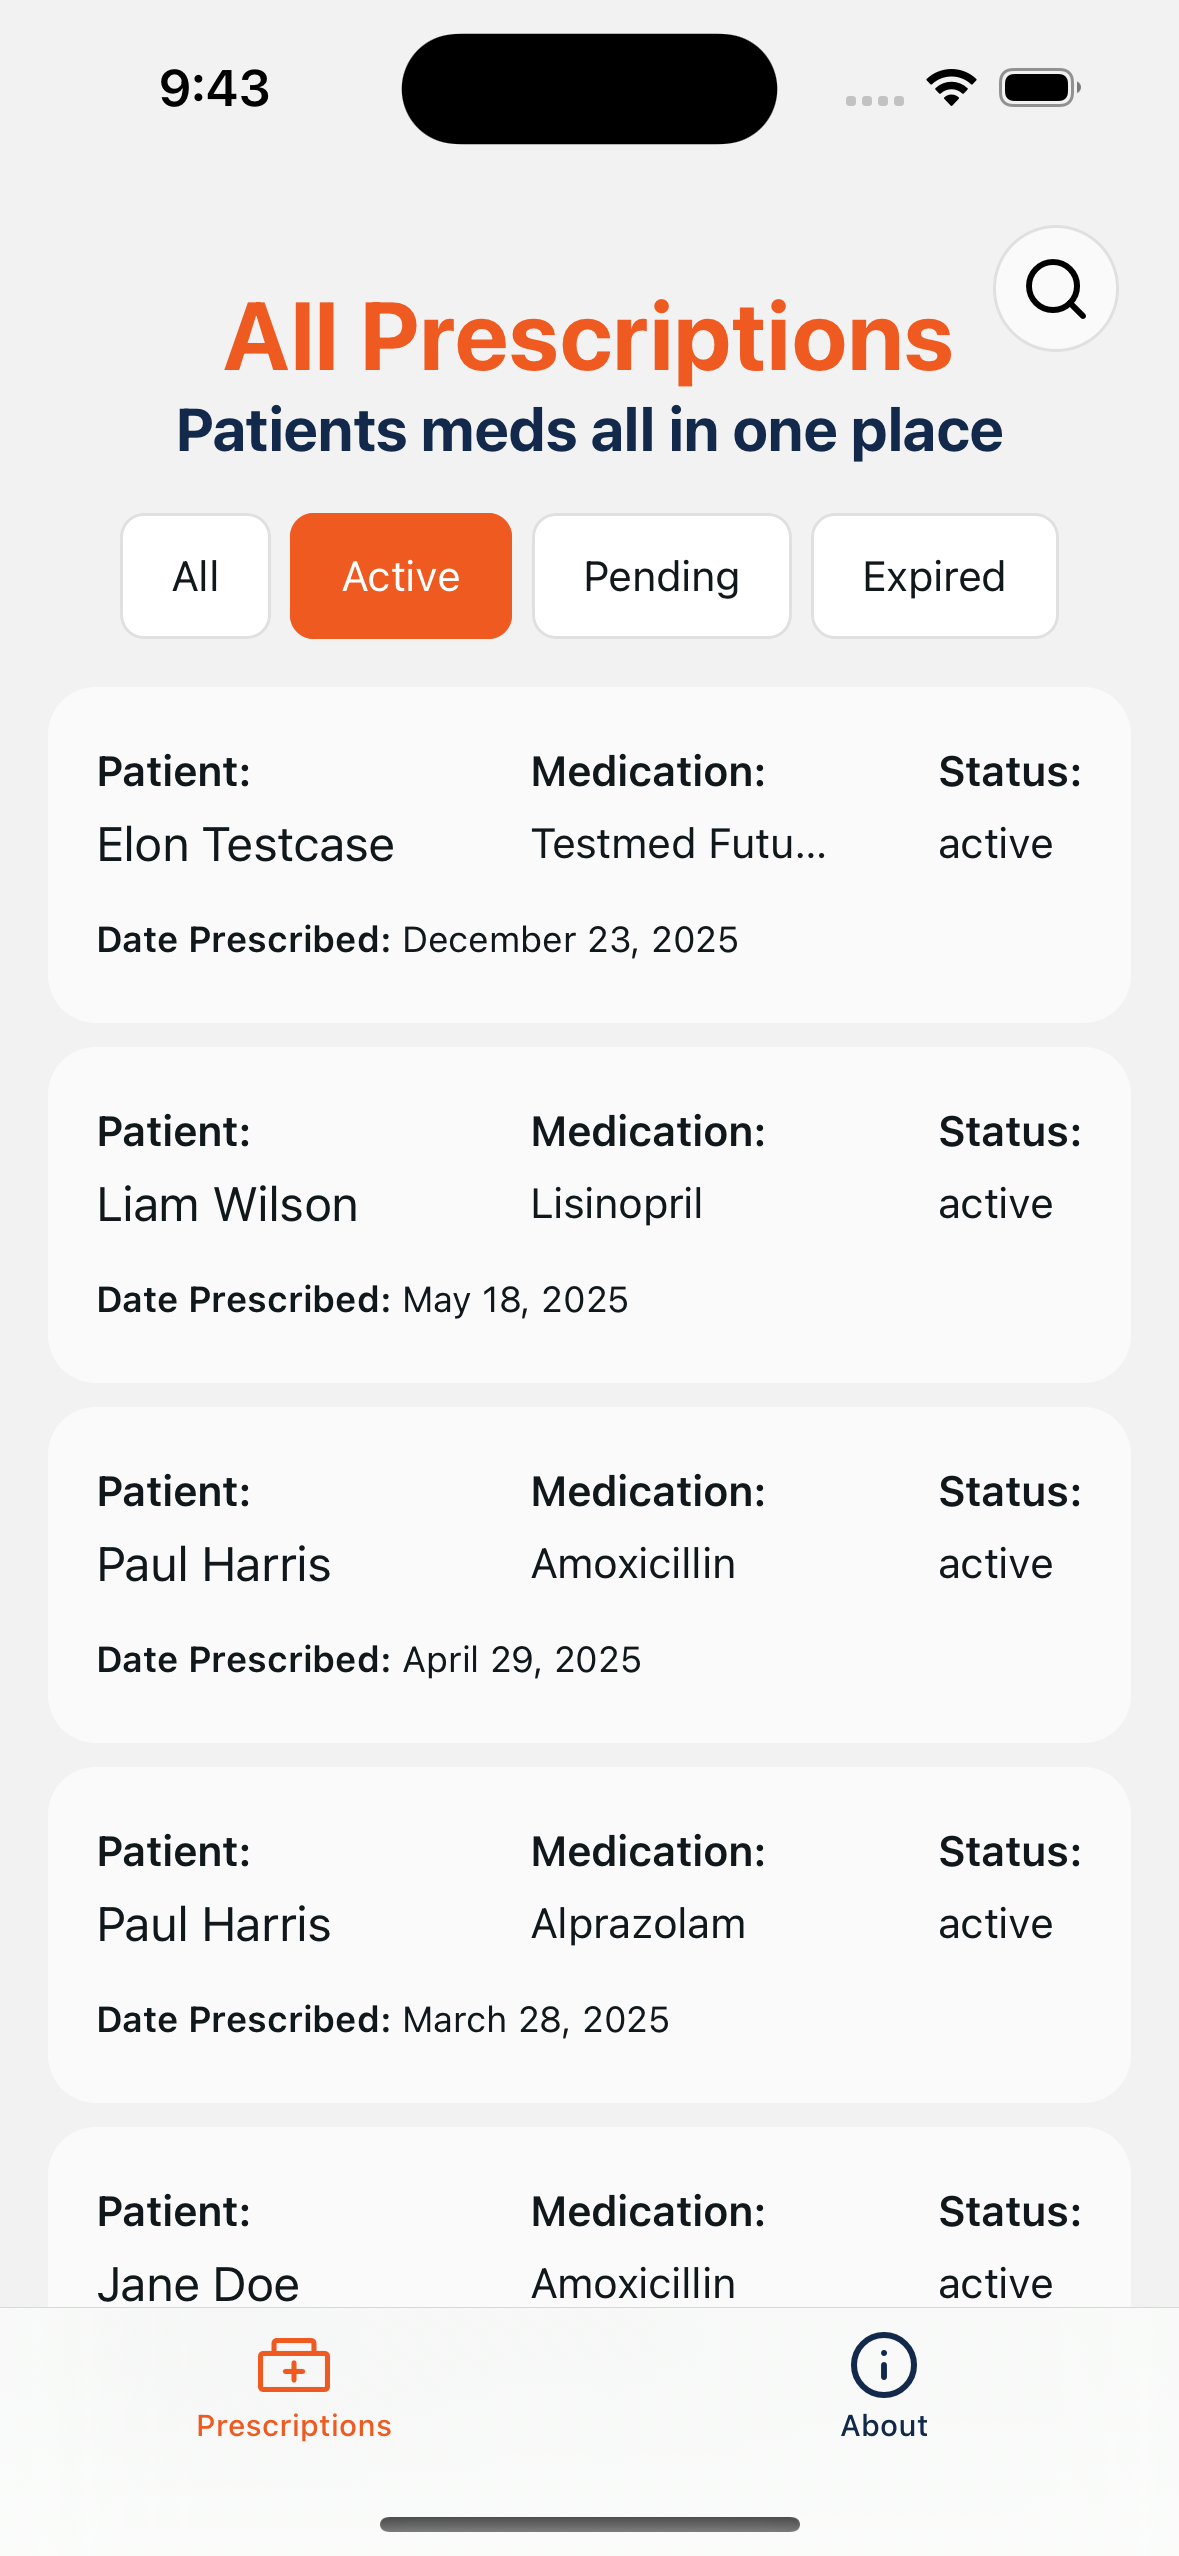 9:43
All Prescriptions
Patients meds all in one place
All Active Pending Expired
Patient: Medication: Status:
Elon Testcase Testmed Futu... active
Date Prescribed: December 23, 2025
Patient: Medication: Status:
Liam Wilson Lisinopril active
Date Prescribed: May 18, 2025
Patient: Medication: Status:
Paul Harris Amoxicillin active
Date Prescribed: April 29, 2025
Patient: Medication: Status:
Paul Harris Alprazolam active
Date Prescribed: March 28, 2025
Patient: Medication: Status:
Jane Doe Amoxicillin active
Prescriptions About